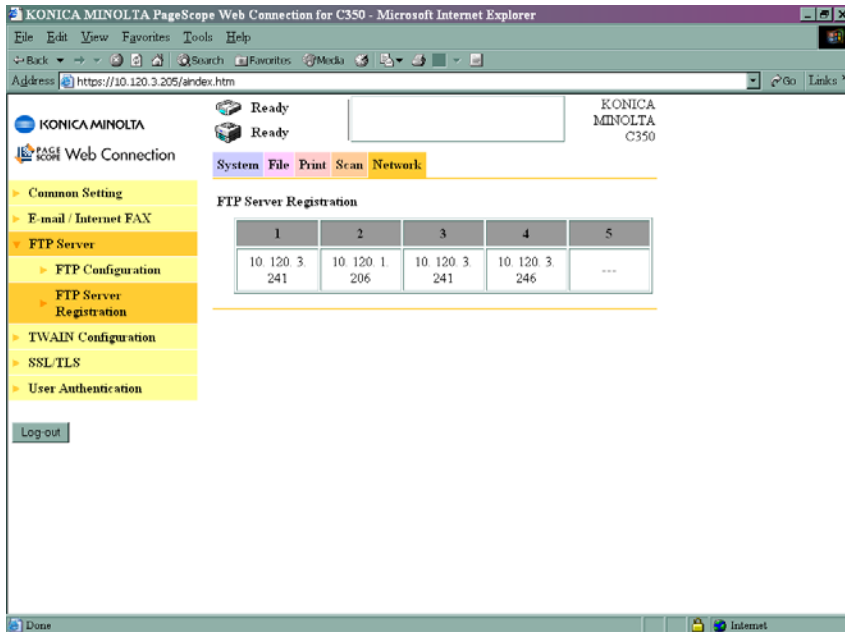 KONICA MINOLTA PageScope Web Connection for C350 - Microsoft Internet Explorer
File Edit View Favorites Tools Help
Back Search Favorites Media
Address https://10.120.3.205/aindex.htm Go Links
KONICA MINOLTA
PAGE SCOPE Web Connection
Ready
Ready
KONICA
MINOLTA
C350
System File Print Scan Network
Common Setting
E-mail / Internet FAX
FTP Server
FTP Configuration
FTP Server
Registration
TWAIN Configuration
SSL/TLS
User Authentication
Log-out
FTP Server Registration
1 2 3 4 5
10. 120. 3. 10. 120. 1. 10. 120. 3. 10. 120. 3. ---
241 206 241 246
Done Internet